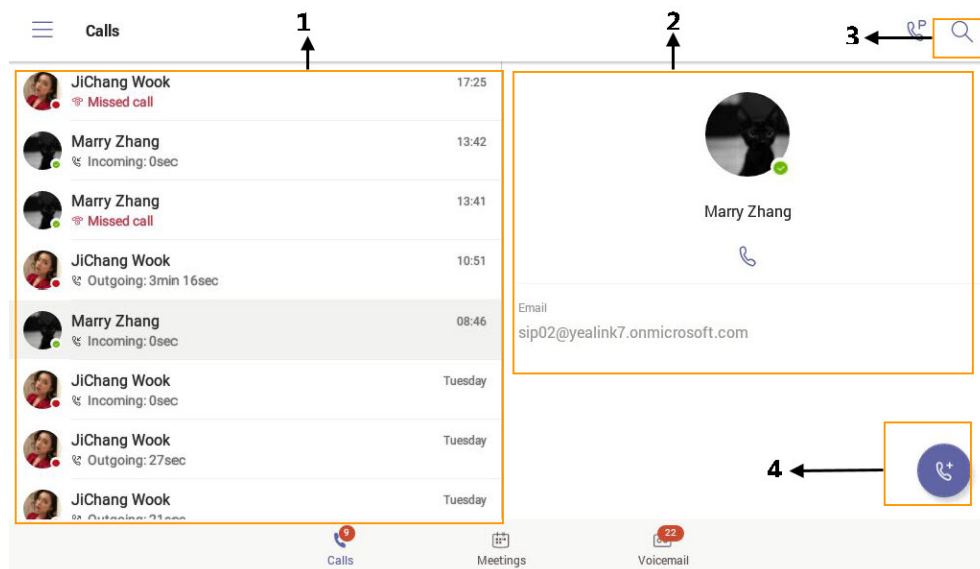 Calls
1
2
3
P
JiChang Wook
17:25
Missed call
Marry Zhang
13:42
Incoming: 0sec
Marry Zhang
13:41
Missed call
JiChang Wook
10:51
Outgoing: 3min 16sec
Marry Zhang
08:46
Incoming: 0sec
JiChang Wook
Tuesday
Incoming: 0sec
JiChang Wook
Tuesday
Outgoing: 27sec
JiChang Wook
Tuesday
Outgoing: 21sec
Marry Zhang
Email
sip02@yealink7.onmicrosoft.com
4
9
Calls
Meetings
22
Voicemail